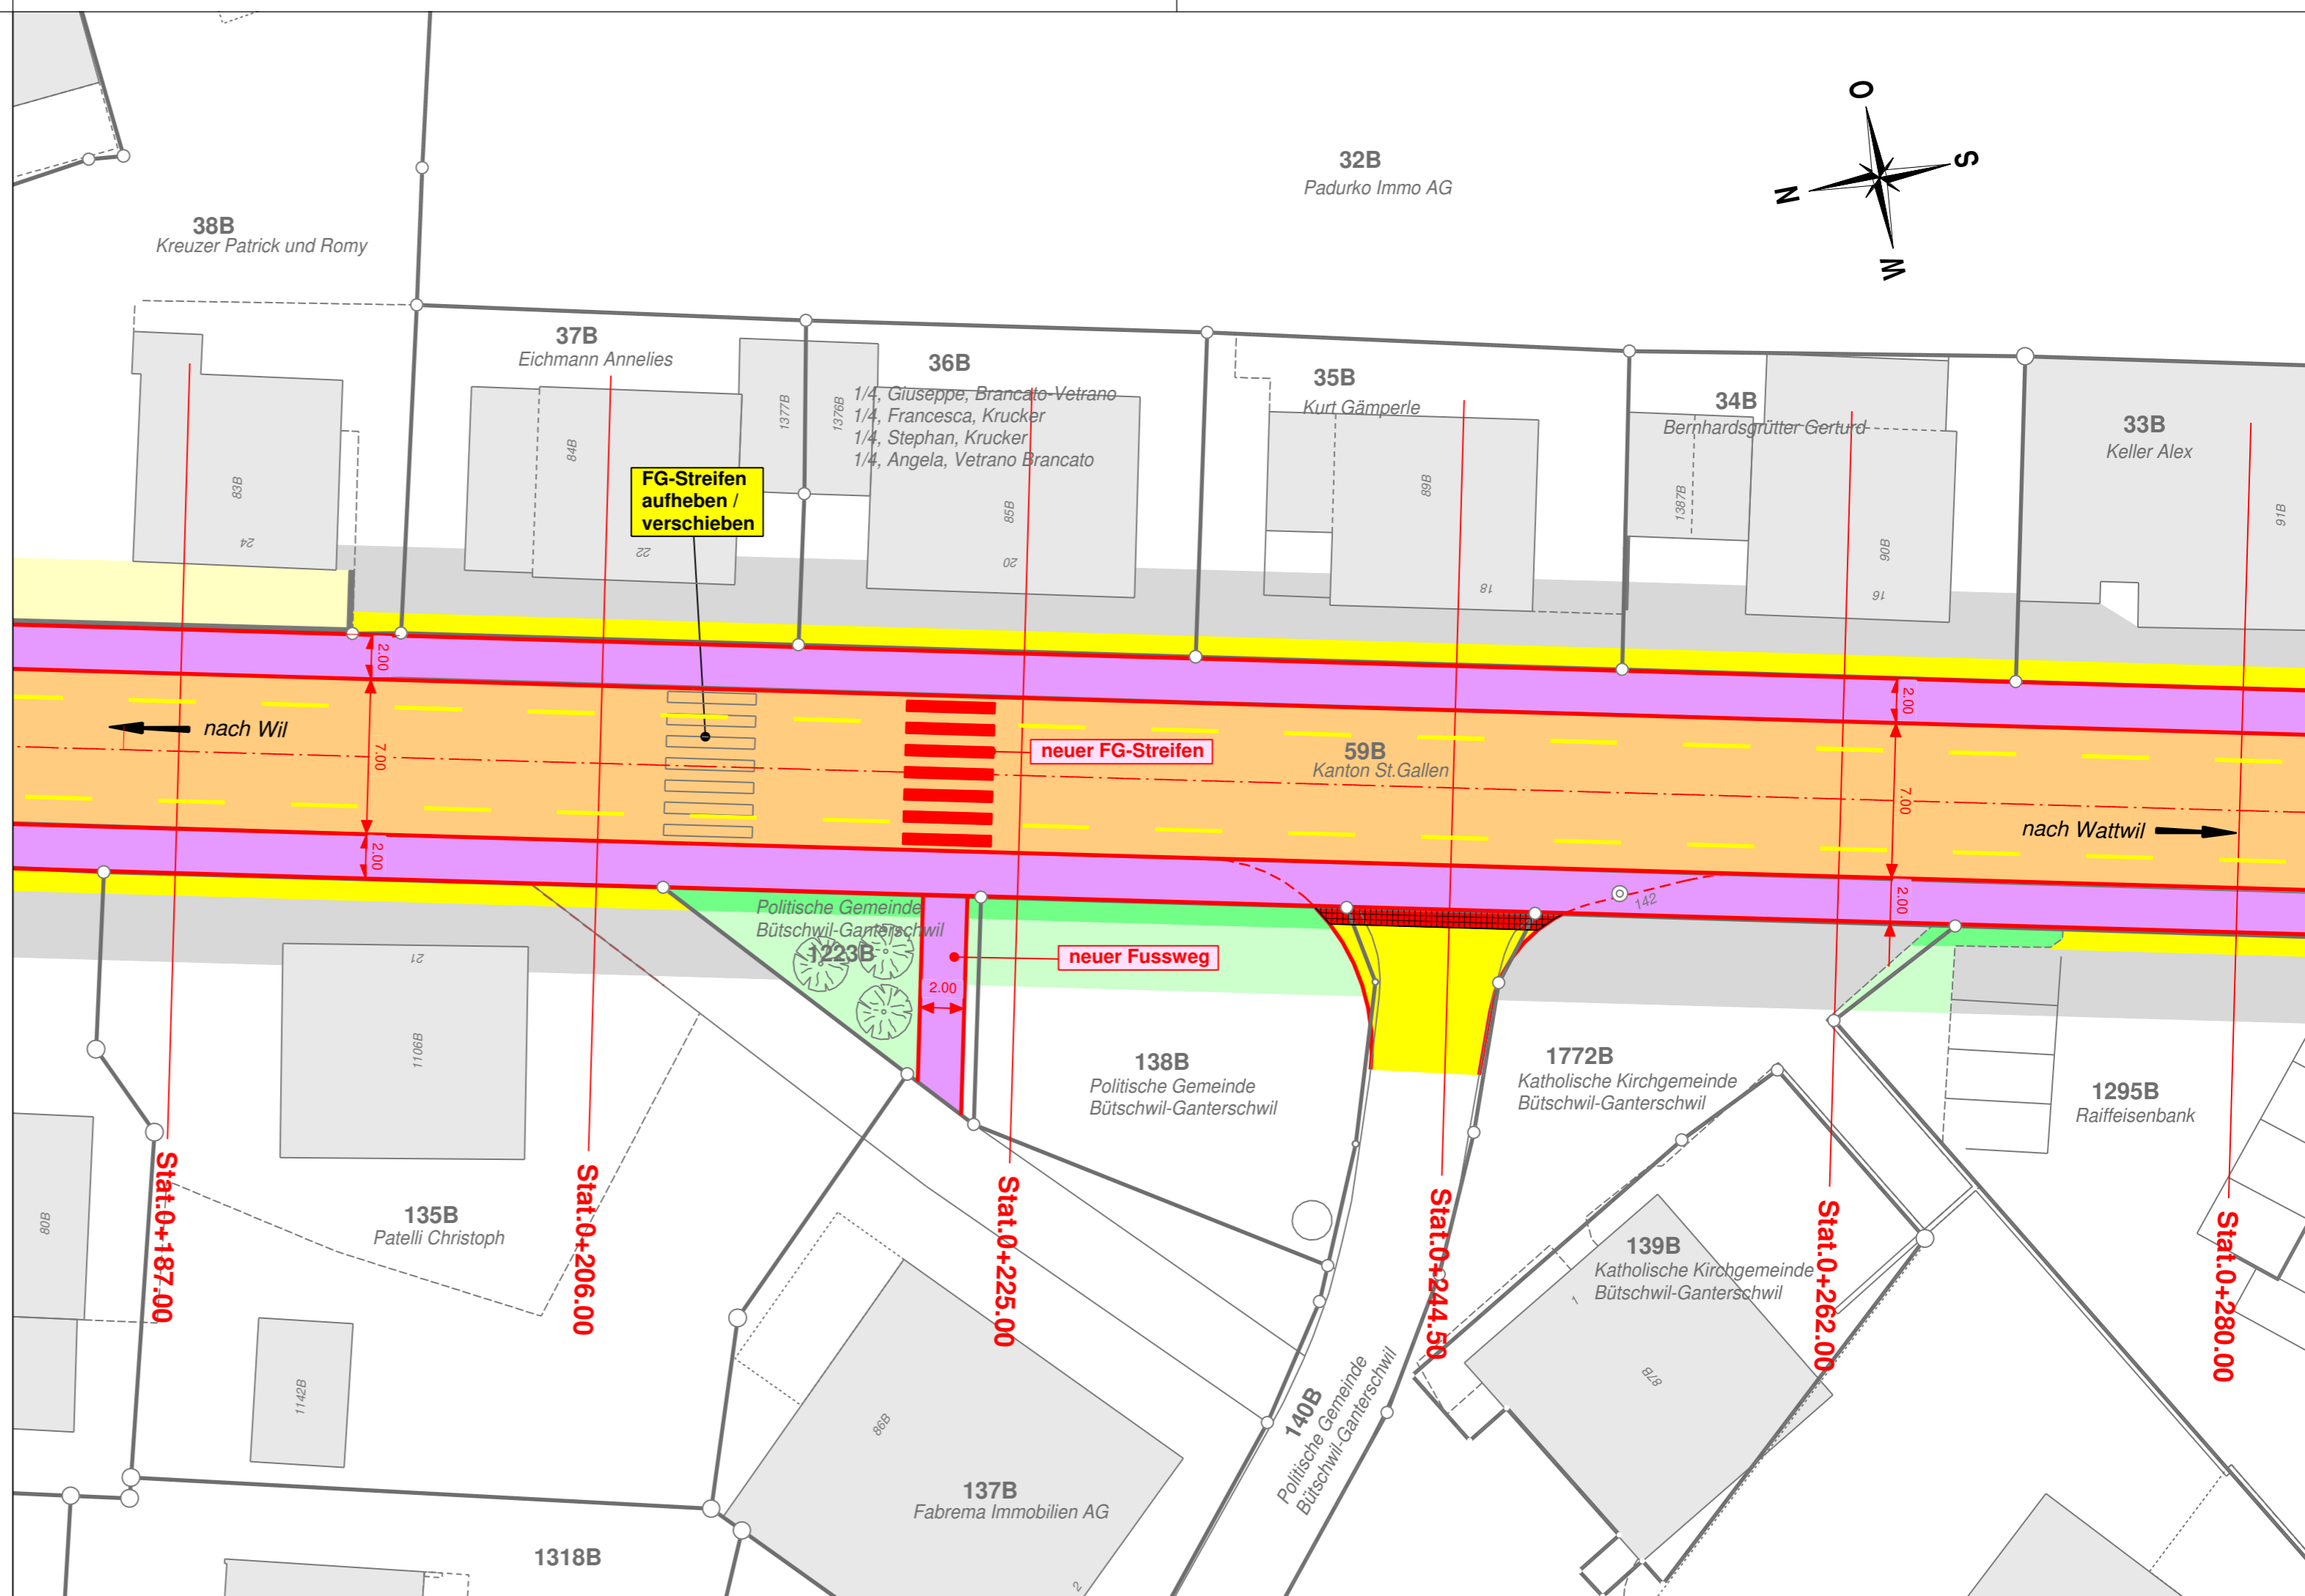 O
S
N
W
32B
Padurko Immo AG
38B
Kreuzer Patrick und Romy
37B
Eichmann Annelies
36B
1/4, Giuseppe, Brancato-Vetrano
1/4, Francesca, Krucker
1/4, Stephan, Krucker
1/4, Angela, Vetrano Brancato
35B
Kurt Gämperle
34B
Bernhardsgrütter Gerturd
33B
Keller Alex
83B
24
84B
22
1377B
1376B
85B
20
89B
18
1387B
90B
16
91B
FG-Streifen
aufheben /
verschieben
2.00
7.00
2.00
nach Wil
neuer FG-Streifen
59B
Kanton St.Gallen
2.00
7.00
2.00
nach Wattwil
142
Politische Gemeinde
Bütschwil-Ganterschwil
1223B
neuer Fussweg
2.00
21
1106B
138B
Politische Gemeinde
Bütschwil-Ganterschwil
1772B
Katholische Kirchgemeinde
Bütschwil-Ganterschwil
1295B
Raiffeisenbank
80B
135B
Patelli Christoph
Stat.0+187.00
Stat.0+206.00
Stat.0+225.00
Stat.0+244.50
Stat.0+262.00
Stat.0+280.00
139B
Katholische Kirchgemeinde
Bütschwil-Ganterschwil
1
87B
1142B
86B
140B
Politische Gemeinde
Bütschwil-Ganterschwil
137B
Fabrema Immobilien AG
2
1318B